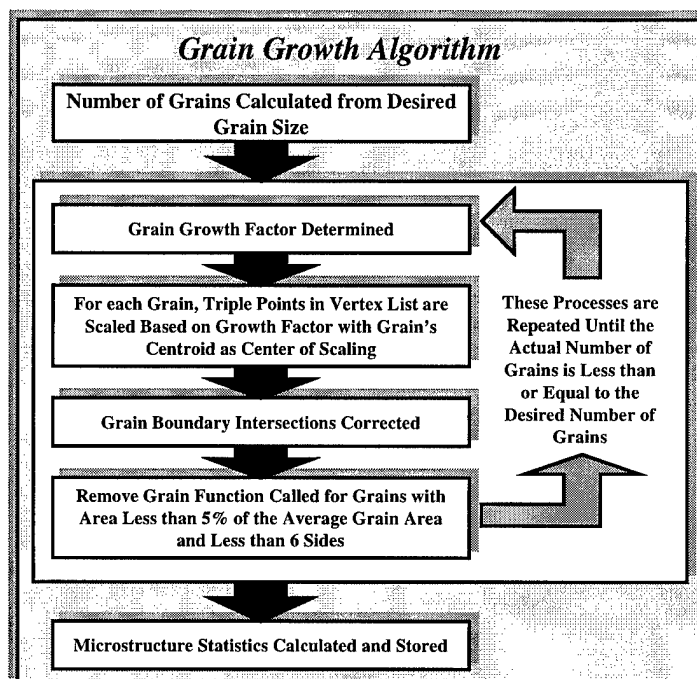 Grain Growth Algorithm
Number of Grains Calculated from Desired
Grain Size
Grain Growth Factor Determined
For each Grain, Triple Points in Vertex List are
Scaled Based on Growth Factor with Grain's
Centroid as Center of Scaling
Grain Boundary Intersections Corrected
Remove Grain Function Called for Grains with
Area Less than 5% of the Average Grain Area
and Less than 6 Sides
These Processes are
Repeated Until the
Actual Number of
Grains is Less than
or Equal to the
Desired Number of
Grains
Microstructure Statistics Calculated and Stored